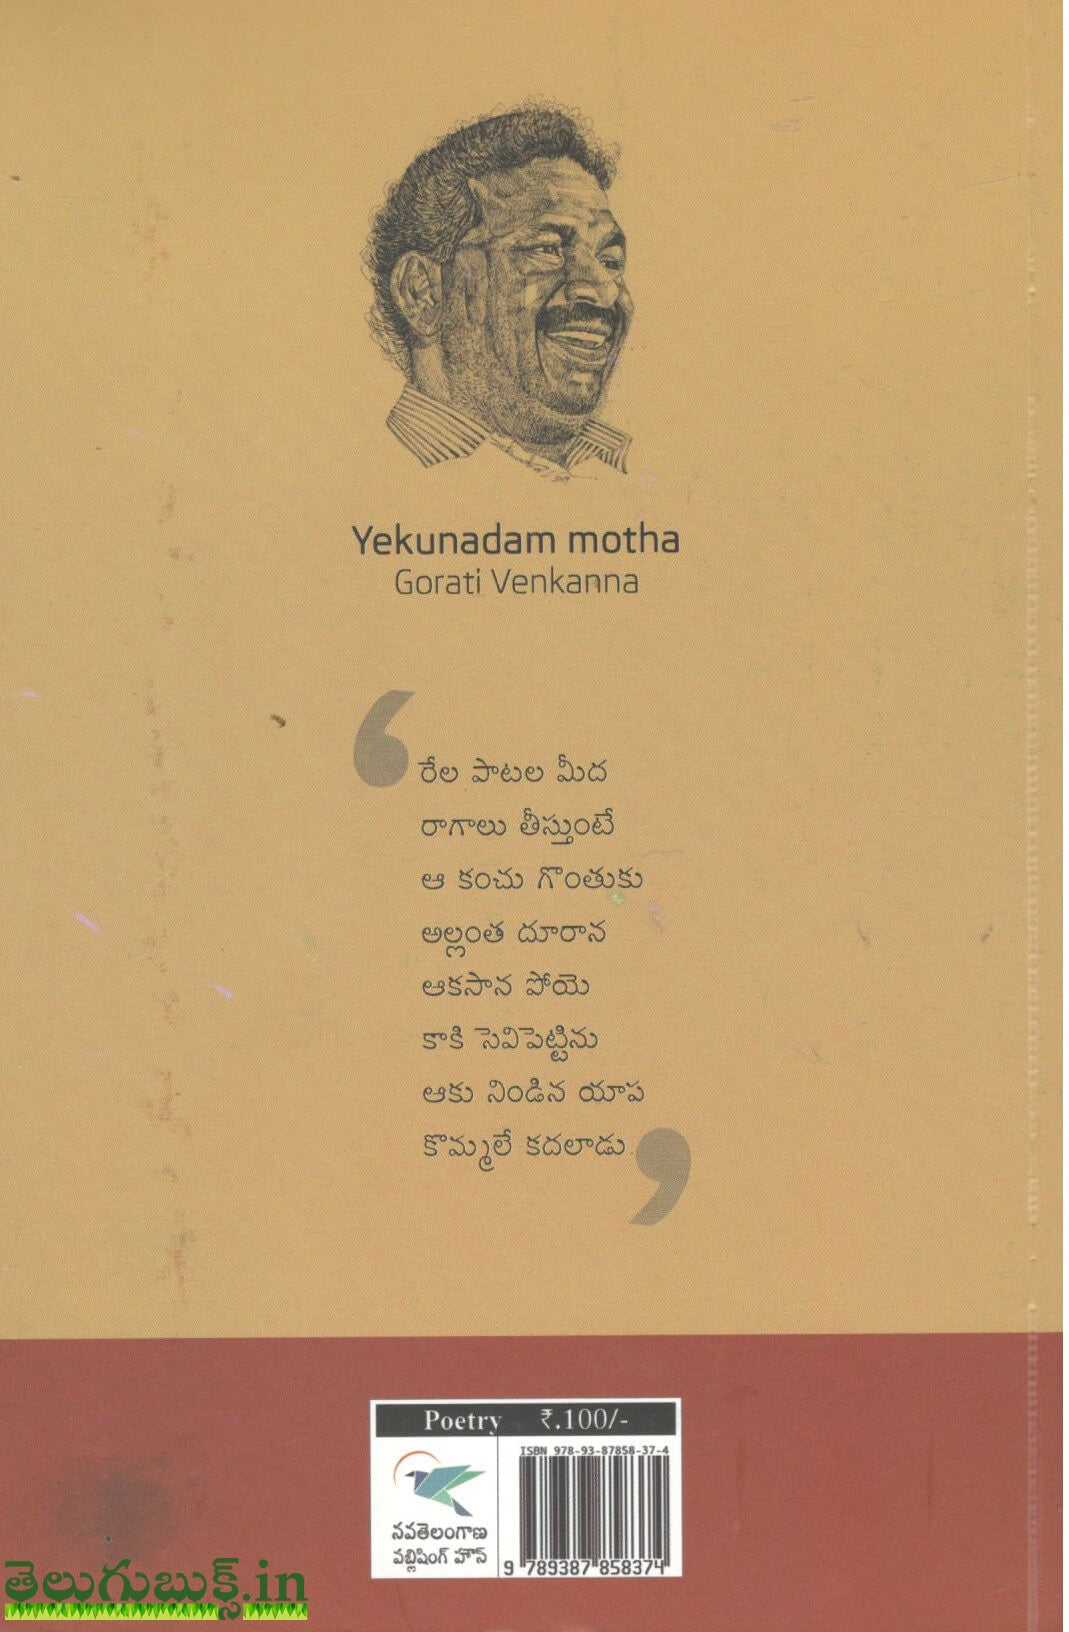 Yekunadam motha
Gorati Venkanna
రేల పాటల మీద
రాగాలు తీస్తుంటే
ఆ కంచు గొంతుకు
అల్లంత దూరాన
ఆకసాన పోయె
కాకి సెవిపెట్టిను
ఆకు నిండిన యాప
కొమ్మలే కదలాడు.
Poetry ₹.100/-
ISBN 978-93-87858-37-4
నవతెలంగాణ
పబ్లిషింగ్ హౌస్
9 789387 858374
తెలుగుబుక్స్.in